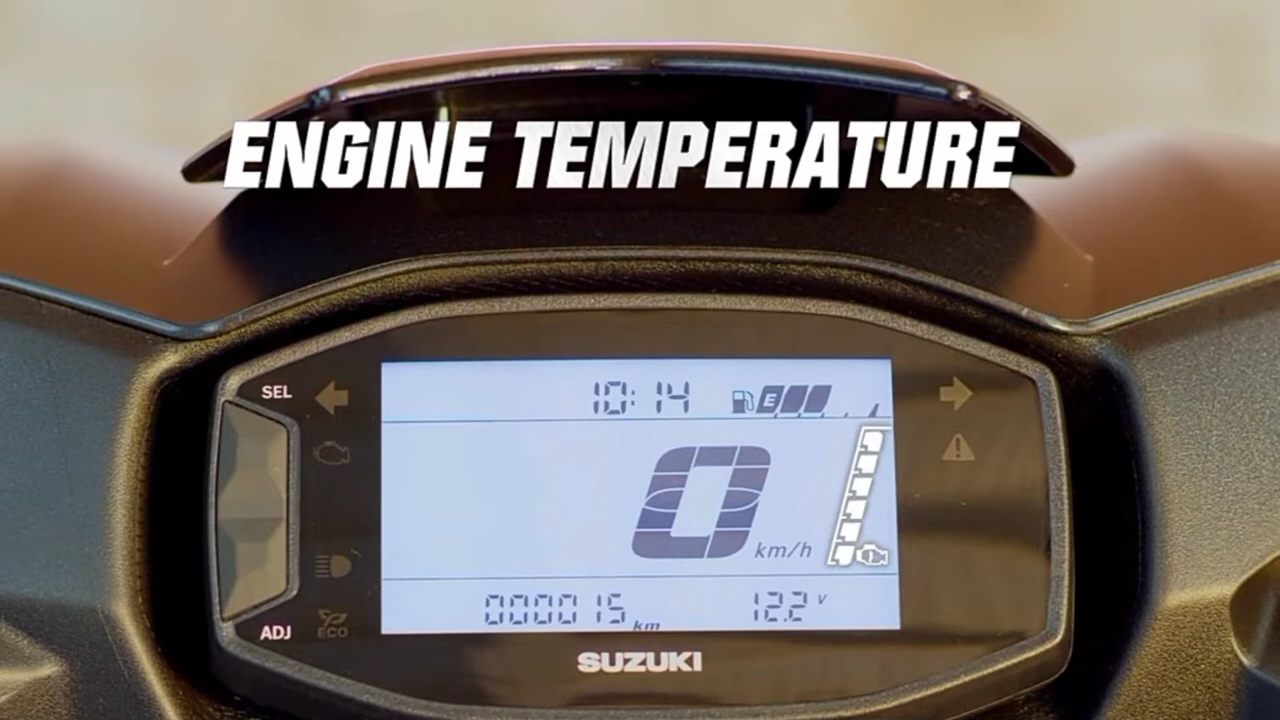 ENGINE TEMPERATURE
SEL
10:14
E
0
km/h
000015 km
12.2 V
ADJ
ECO
SUZUKI